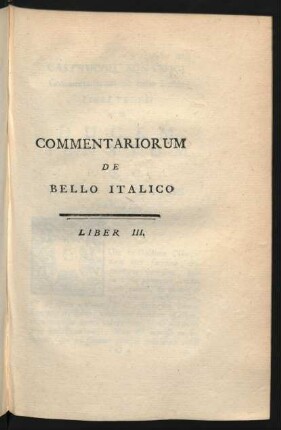 COMMENTARIORUM
DE
BELLO ITALICO
LIBER III.